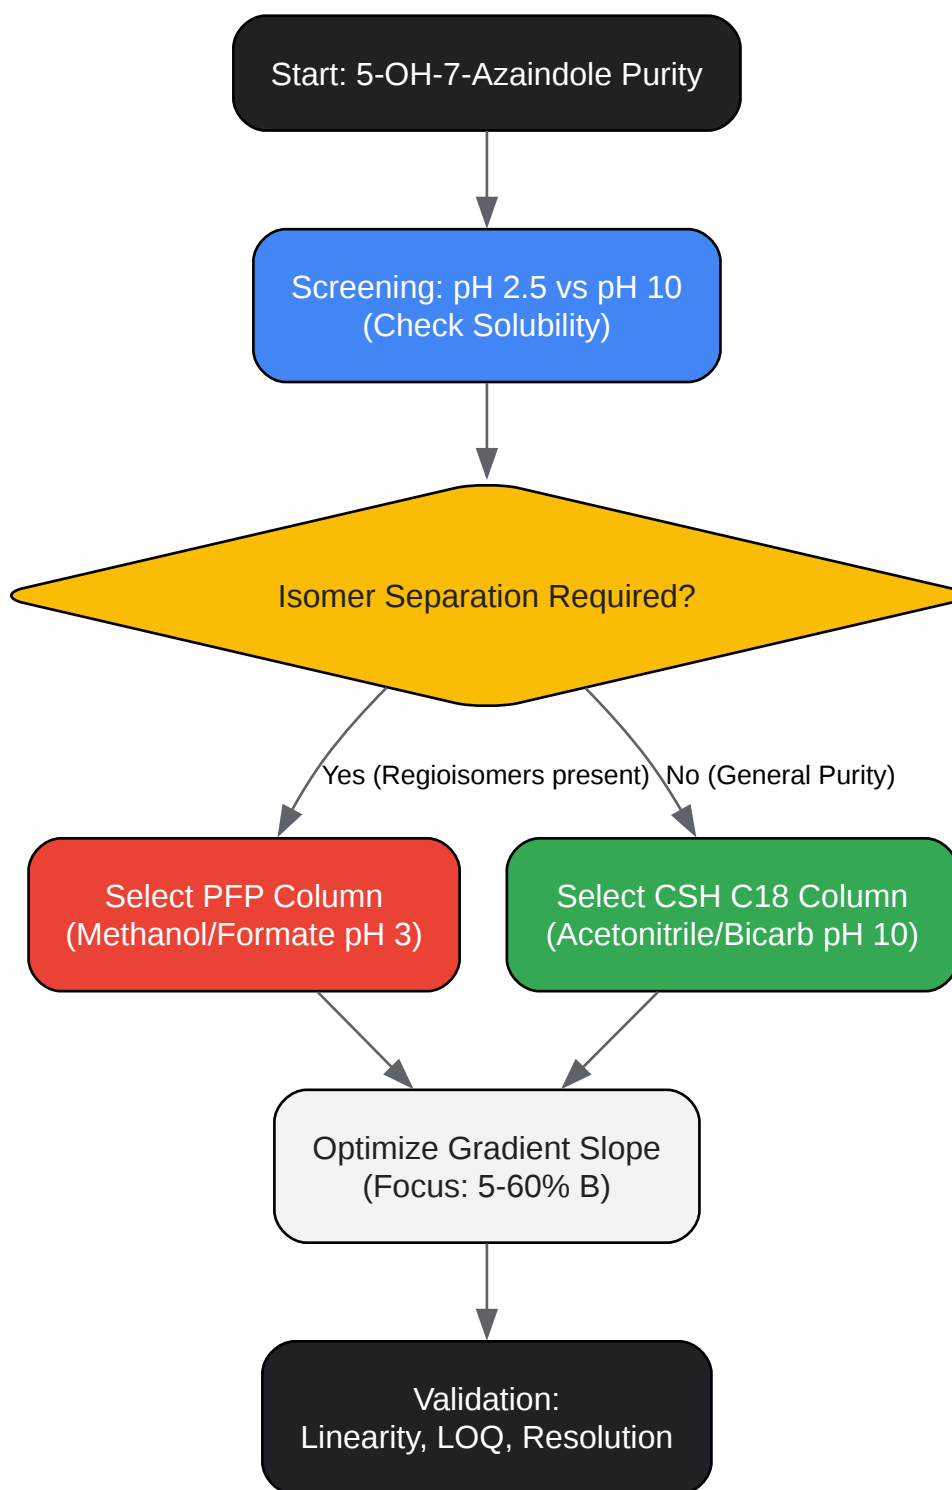 Start: 5-OH-7-Azaindole Purity
Screening: pH 2.5 vs pH 10
(Check Solubility)
Isomer Separation Required?
Yes (Regioisomers present)
No (General Purity)
Select PFP Column
(Methanol/Formate pH 3)
Select CSH C18 Column
(Acetonitrile/Bicarb pH 10)
Optimize Gradient Slope
(Focus: 5-60% B)
Validation:
Linearity, LOQ, Resolution